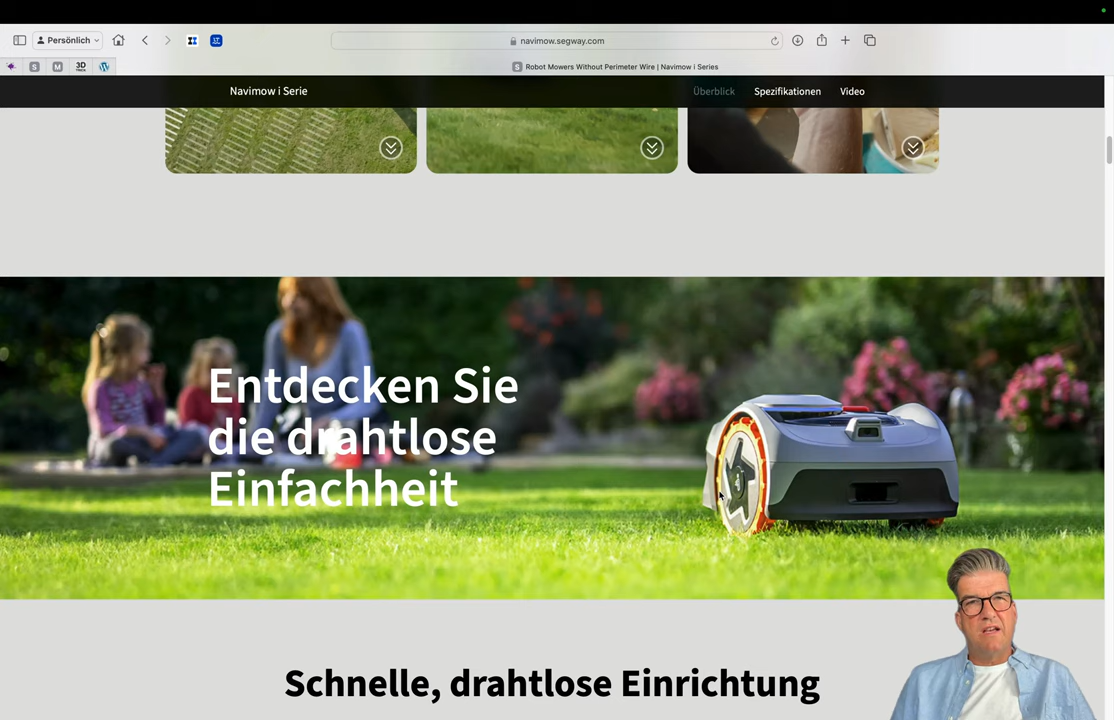 Persönlich
navimow.segway.com
S
M
3D
S Robot Mowers Without Perimeter Wire | Navimow i Series
Navimow i Serie
Überblick Spezifikationen Video
Entdecken Sie
die drahtlose
Einfachheit
Schnelle, drahtlose Einrichtung